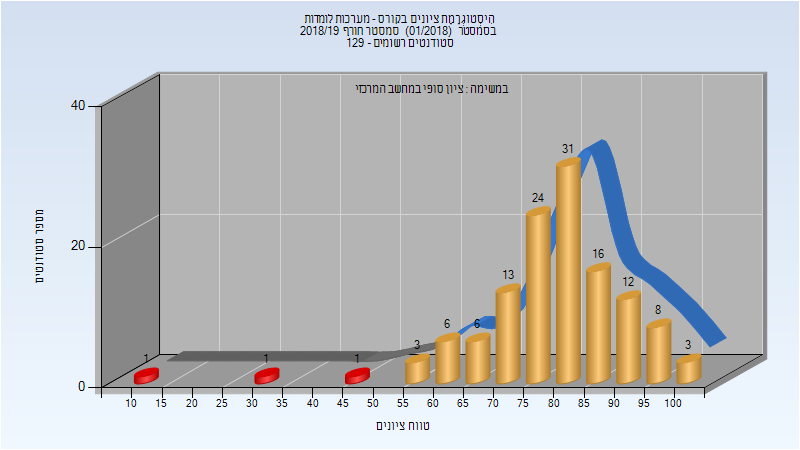 היסטוגרמת ציונים בקורס - מערכות לומדות
בסמסטר (01/2018) סמסטר חורף 2018/19
סטודנטים רשומים - 129
במשימה : ציון סופי במחשב המרכזי
40
20
0
מספר סטודנטים
1
1
1
3
6
6
13
24
31
16
12
8
3
10 15 20 25 30 35 40 45 50 55 60 65 70 75 80 85 90 95 100
טווח ציונים